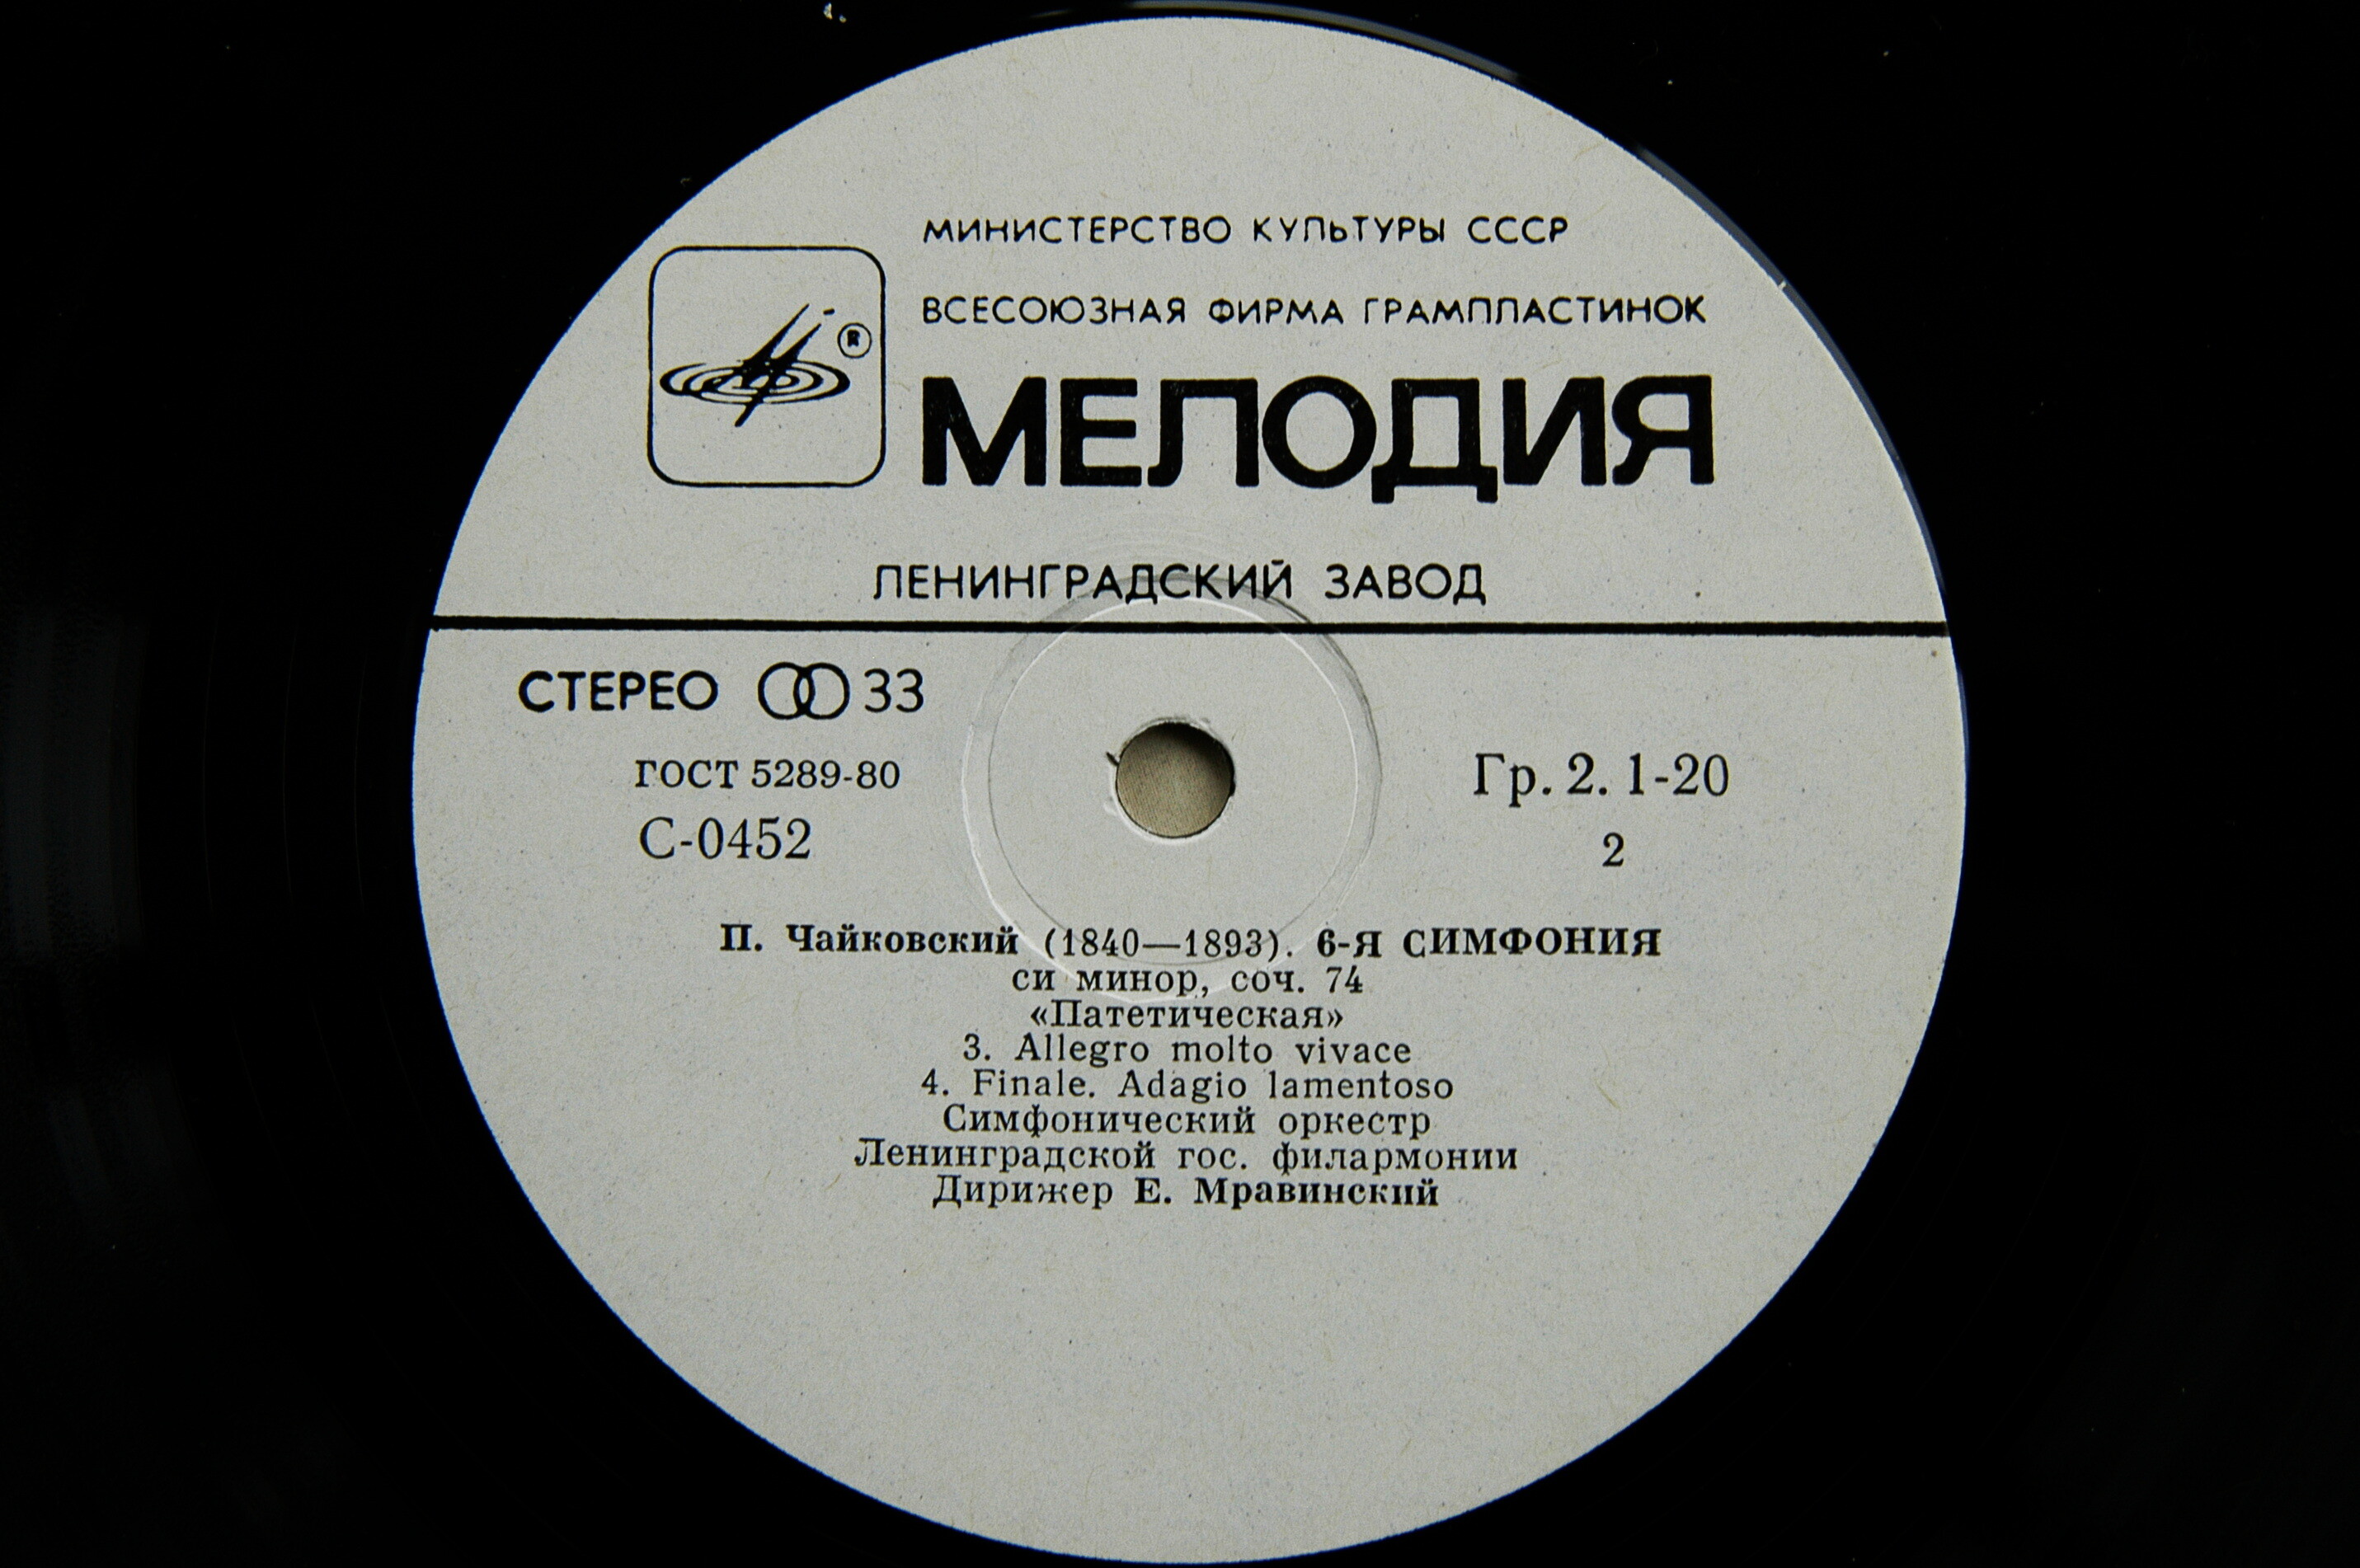 МИНИСТЕРСТВО КУЛЬТУРЫ СССР
ВСЕСОЮЗНАЯ ФИРМА ГРАМПЛАСТИНОК
®
МЕЛОДИЯ
ЛЕНИНГРАДСКИЙ ЗАВОД
СТЕРЕО 33
ГОСТ 5289-80
С-0452
Гр. 2. 1-20
2
П. Чайковский (1840—1893). 6-Я СИМФОНИЯ
си минор, соч. 74
«Патетическая»
3. Allegro molto vivace
4. Finale. Adagio lamentoso
Симфонический оркестр
Ленинградской гос. филармонии
Дирижер Е. Мравинский